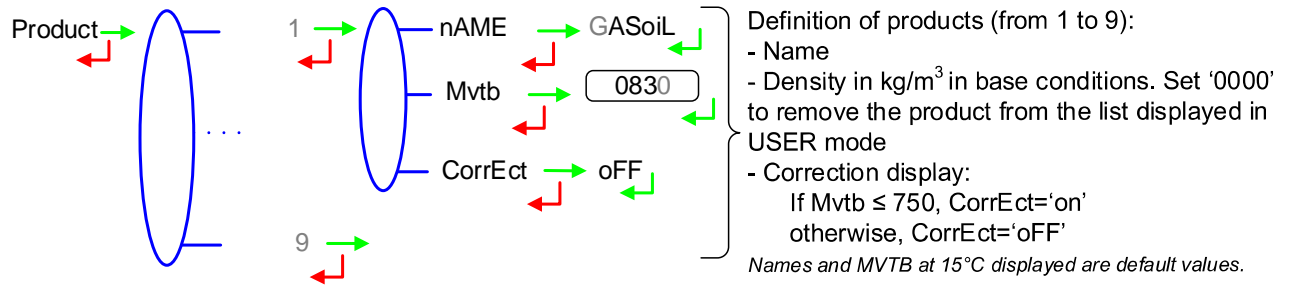 Product
1
nAME
GASoiL
Mvtb
0830
. . .
CorrEct
oFF
9
Definition of products (from 1 to 9):
- Name
- Density in kg/m³ in base conditions. Set ‘0000’
to remove the product from the list displayed in
USER mode
- Correction display:
If Mvtb ≤ 750, CorrEct=‘on’
otherwise, CorrEct=‘oFF’
Names and MVTB at 15°C displayed are default values.